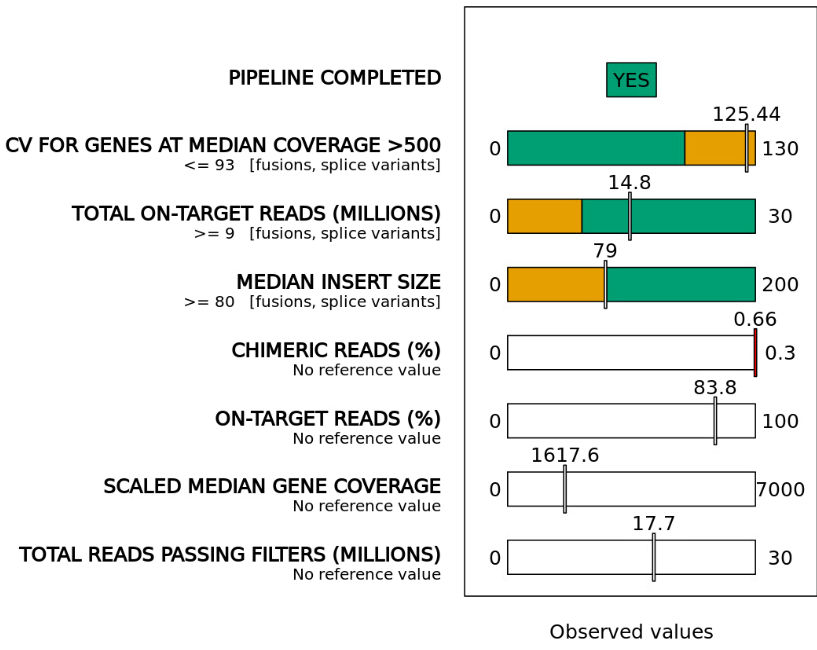 PIPELINE COMPLETED
YES
125.44
CV FOR GENES AT MEDIAN COVERAGE >500
0 130
<= 93 [fusions, splice variants]
14.8
TOTAL ON-TARGET READS (MILLIONS)
0 30
>= 9 [fusions, splice variants]
79
MEDIAN INSERT SIZE
0 200
>= 80 [fusions, splice variants]
0.66
CHIMERIC READS (%)
0 0.3
No reference value
83.8
ON-TARGET READS (%)
0 100
No reference value
1617.6
SCALED MEDIAN GENE COVERAGE
0 7000
No reference value
17.7
TOTAL READS PASSING FILTERS (MILLIONS)
0 30
No reference value
Observed values